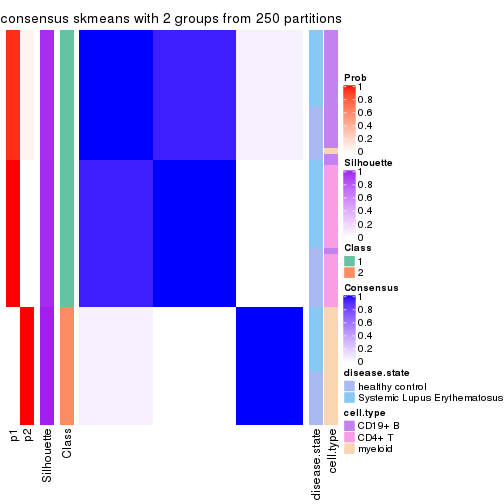 consensus skmeans with 2 groups from 250 partitions
Prob
1
0.8
0.6
0.4
0.2
0
Silhouette
1
0.8
0.6
0.4
0.2
0
Class
1
2
Consensus
1
0.8
0.6
0.4
0.2
0
disease.state
healthy control
Systemic Lupus Erythematosus
cell.type
CD19+ B
CD4+ T
myeloid
p1
p2
Silhouette
Class
disease.state
cell.type